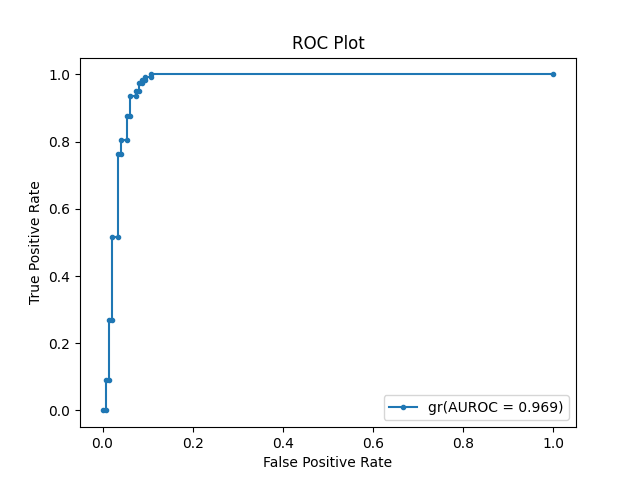 ROC Plot
True Positive Rate
1.0
0.8
0.6
0.4
0.2
0.0
gr(AUROC = 0.969)
0.0 0.2 0.4 0.6 0.8 1.0
False Positive Rate